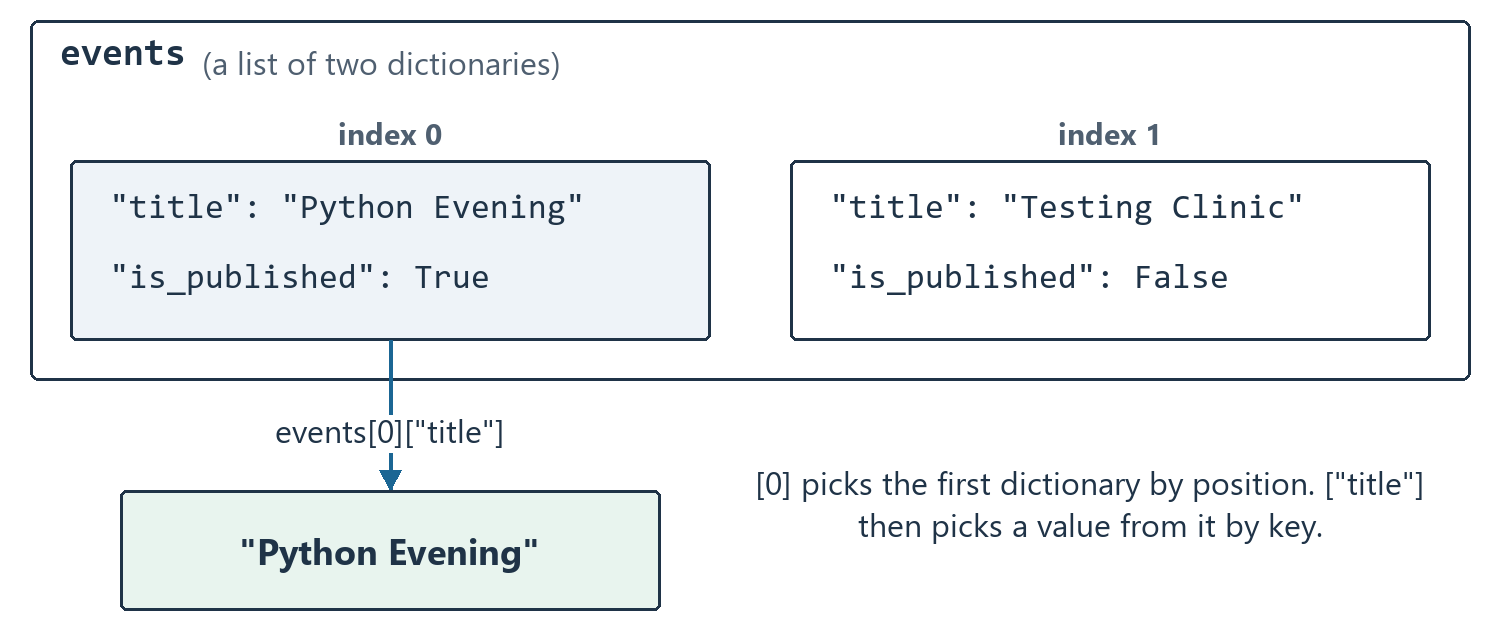 events (a list of two dictionaries)
index 0
"title": "Python Evening"
"is_published": True
index 1
"title": "Testing Clinic"
"is_published": False
events[0]["title"]
"Python Evening"
[0] picks the first dictionary by position. ["title"]
then picks a value from it by key.